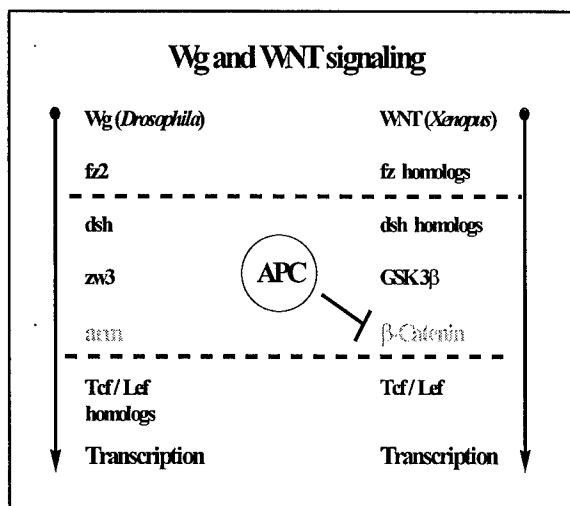 Wg and WNT signaling
Wg (Drosophila) WNT (Xenopus)
fz2 fz homologs
dsh dsh homologs
APC
zw3 GSK3β
arm β-Catenin
Tcf / Lef Tcf / Lef
homologs
Transcription Transcription